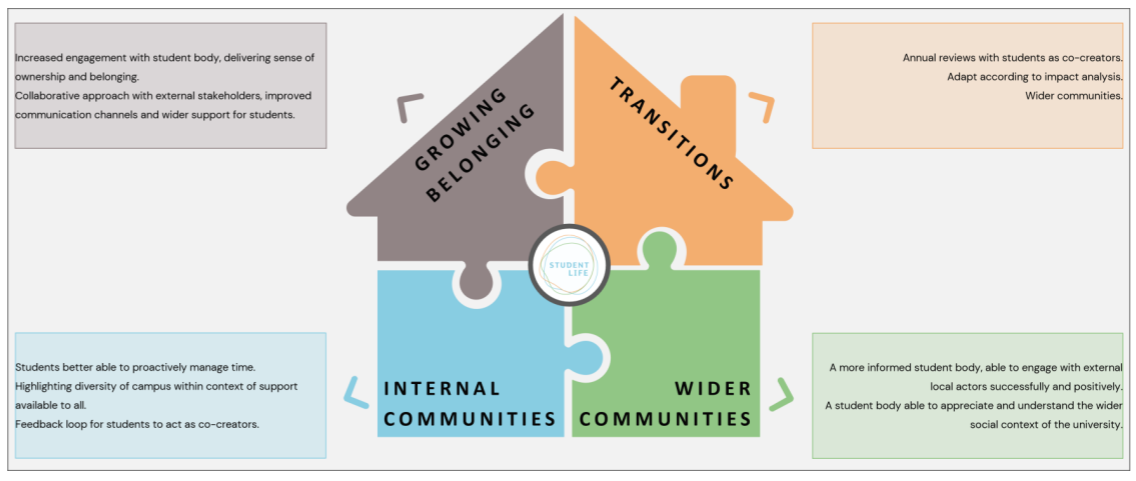 Increased engagement with student body, delivering sense of
ownership and belonging.
Collaborative approach with external stakeholders, improved
communication channels and wider support for students.
GROWING
BELONGING
TRANSITIONS
Annual reviews with students as co-creators.
Adapt according to impact analysis.
Wider communities.
STUDENT
LIFE
Students better able to proactively manage time.
Highlighting diversity of campus within context of support
available to all.
Feedback loop for students to act as co-creators.
INTERNAL
COMMUNITIES
WIDER
COMMUNITIES
A more informed student body, able to engage with external
local actors successfully and positively.
A student body able to appreciate and understand the wider
social context of the university.